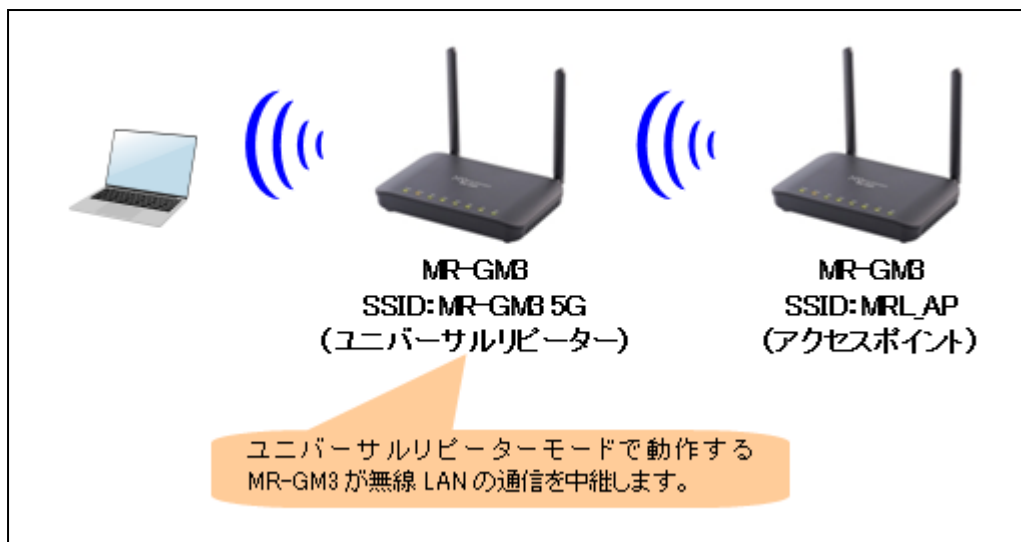 MR-GM3
SSID:MR-GM3 5G
(ユニバーサルリピーター)
MR-GM3
SSID:MRL_AP
(アクセスポイント)
ユニバーサルリピーターモードで動作する
MR-GM3が無線 LAN の通信を中継します。